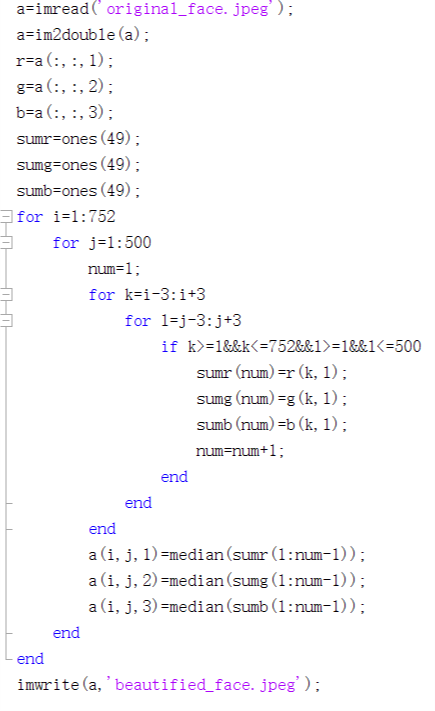 a=imread('original_face.jpeg');
a=im2double(a);
r=a(:,:,1);
g=a(:,:,2);
b=a(:,:,3);
sumr=ones(49);
sumg=ones(49);
sumb=ones(49);
for i=1:752
for j=1:500
num=1;
for k=i-3:i+3
for l=j-3:j+3
if k>=1&&k<=752&&l>=1&&l<=500
sumr(num)=r(k,l);
sumg(num)=g(k,l);
sumb(num)=b(k,l);
num=num+1;
end
end
end
a(i,j,1)=median(sumr(1:num-1));
a(i,j,2)=median(sumg(1:num-1));
a(i,j,3)=median(sumb(1:num-1));
end
end
imwrite(a,'beautified_face.jpeg');